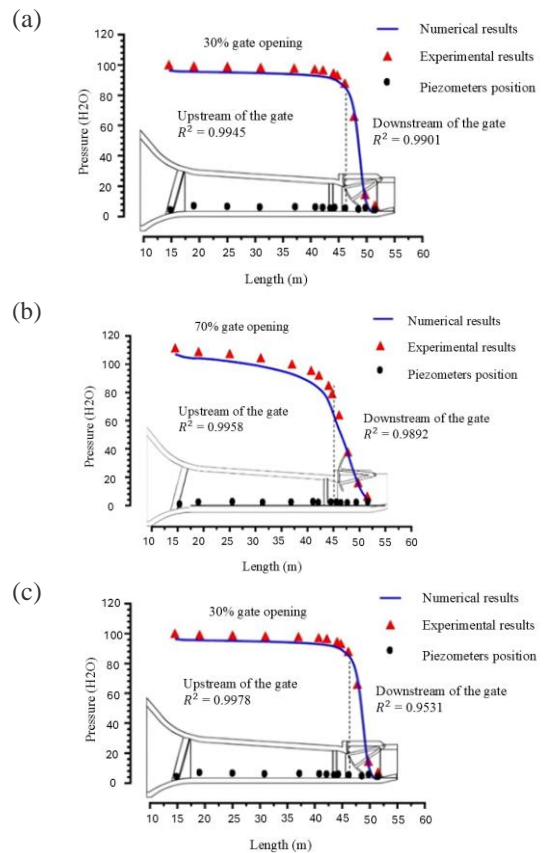 (a)
Numerical results
Experimental results
Piezometers position
30% gate opening
Upstream of the gate
R² = 0.9945
Downstream of the gate
R² = 0.9901
Pressure (H2O)
120
100
80
60
40
20
0
10 15 20 25 30 35 40 45 50 55 60
Length (m)
(b)
Numerical results
Experimental results
Piezometers position
70% gate opening
Upstream of the gate
R² = 0.9958
Downstream of the gate
R² = 0.9892
Pressure (H2O)
120
100
80
60
40
20
0
10 15 20 25 30 35 40 45 50 55 60
Length (m)
(c)
Numerical results
Experimental results
Piezometers position
30% gate opening
Upstream of the gate
R² = 0.9978
Downstream of the gate
R² = 0.9531
Pressure (H2O)
120
100
80
60
40
20
0
10 15 20 25 30 35 40 45 50 55 60
Length (m)